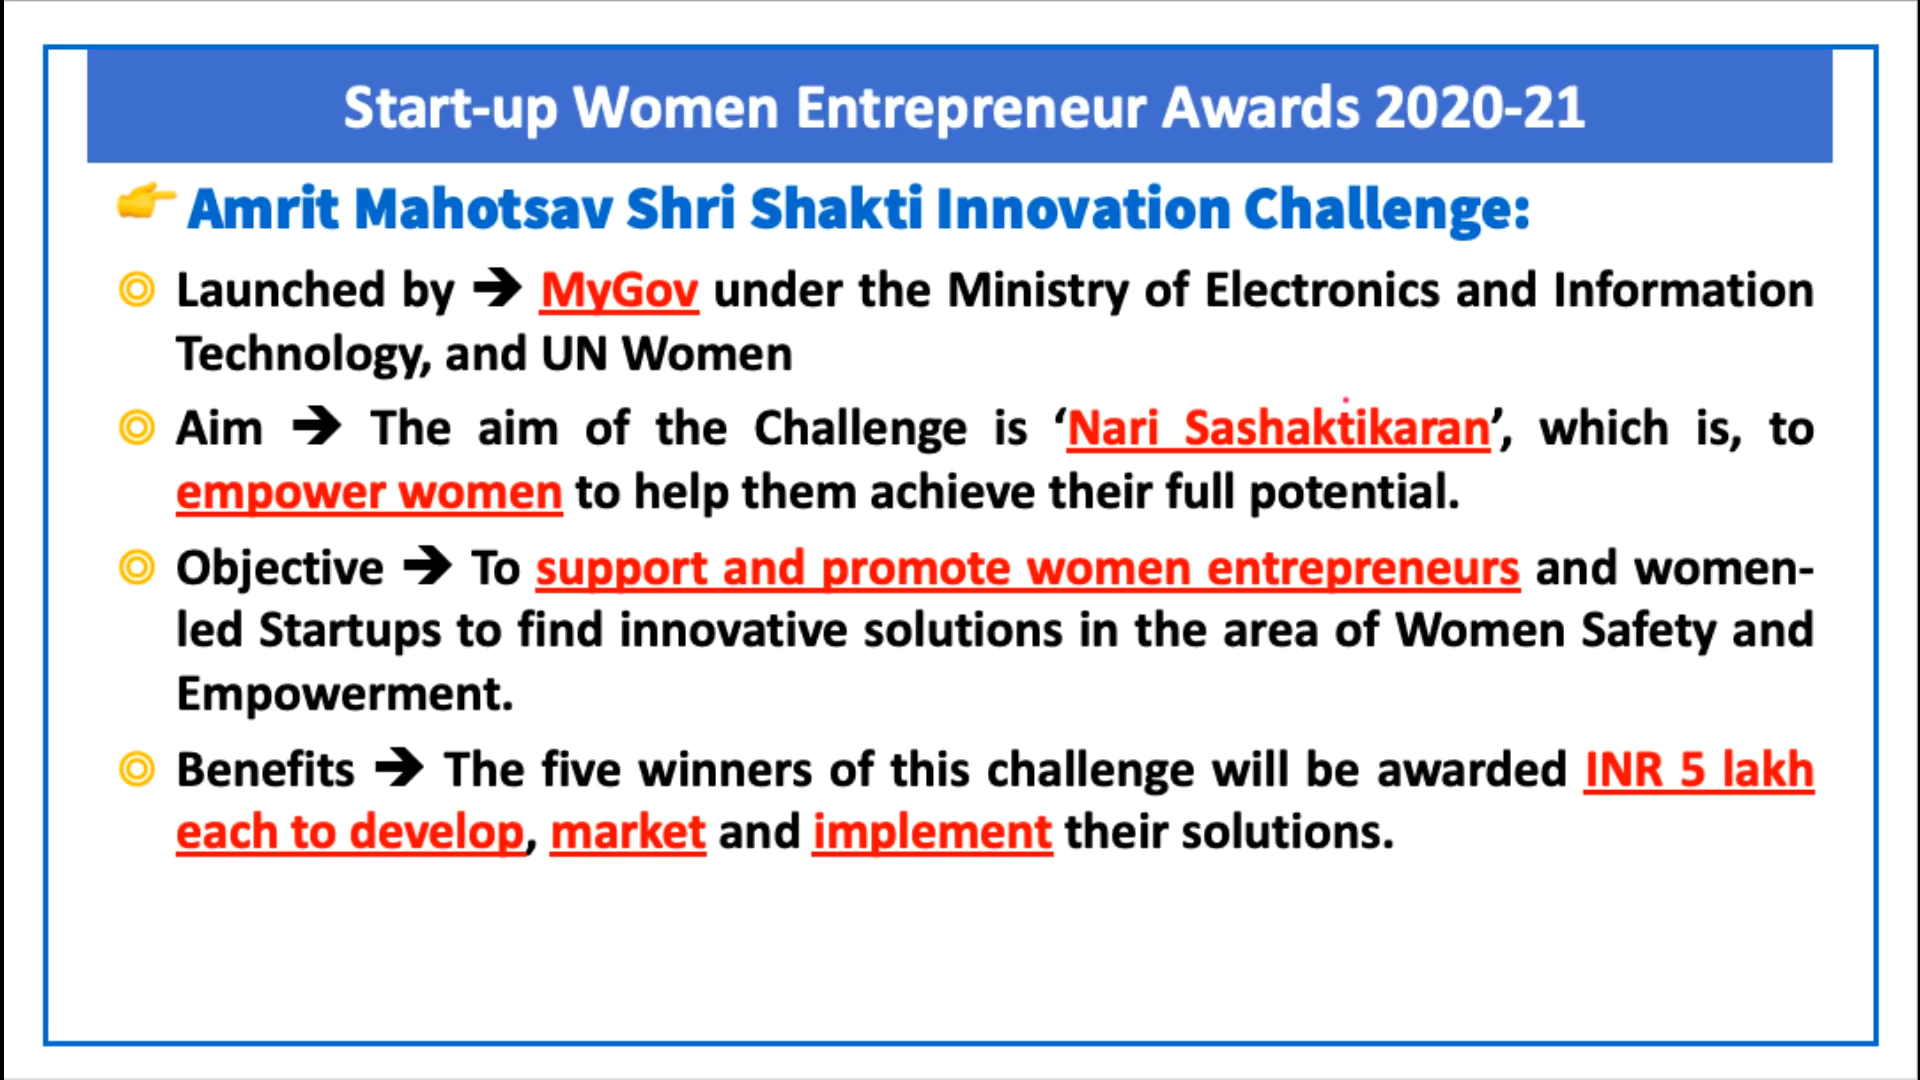 Start-up Women Entrepreneur Awards 2020-21
Amrit Mahotsav Shri Shakti Innovation Challenge:
Launched by ➔ MyGov under the Ministry of Electronics and Information
Technology, and UN Women
Aim ➔ The aim of the Challenge is ‘Nari Sashaktikaran’, which is, to
empower women to help them achieve their full potential.
Objective ➔ To support and promote women entrepreneurs and women-
led Startups to find innovative solutions in the area of Women Safety and
Empowerment.
Benefits ➔ The five winners of this challenge will be awarded INR 5 lakh
each to develop, market and implement their solutions.